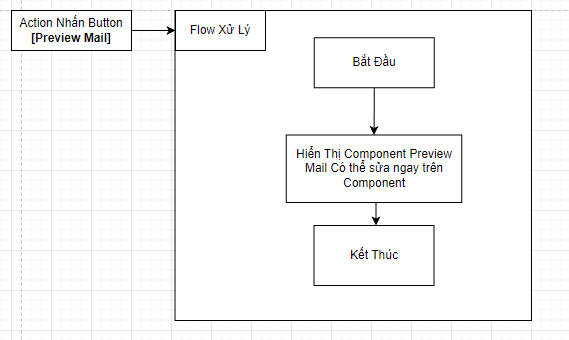 Action Nhấn Button
[Preview Mail]
Flow Xử Lý
Bắt Đầu
Hiển Thị Component Preview
Mail Có thể sửa ngay trên
Component
Kết Thúc